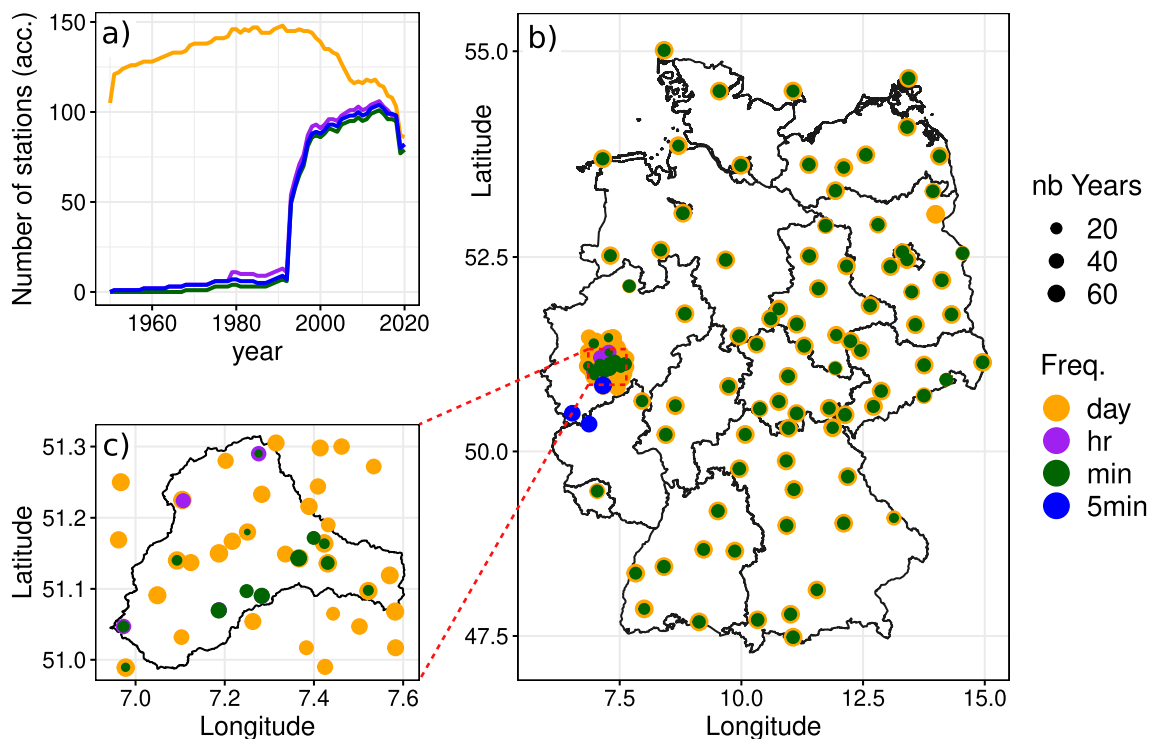 a)
Number of stations (acc.)
150
100
50
0
1960
1980
2000
2020
year
b)
Latitude
55.0
52.5
50.0
47.5
7.5
10.0
12.5
15.0
Longitude
nb Years
20
40
60
Freq.
day
hr
min
5min
c)
Latitude
51.3
51.2
51.1
51.0
7.0
7.2
7.4
7.6
Longitude